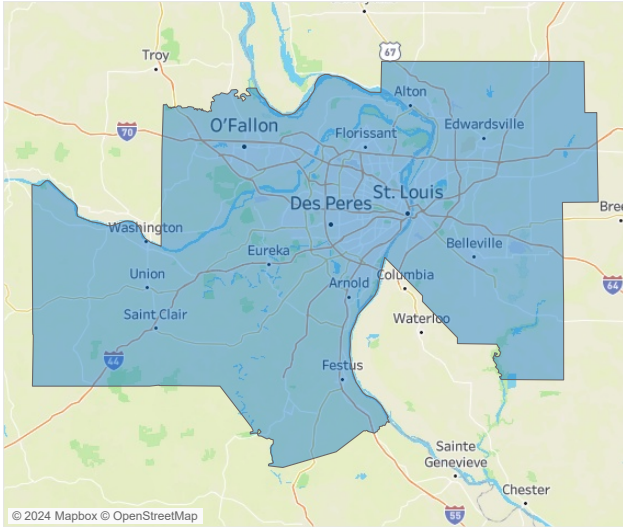 67
Troy
Alton
70
O'Fallon
Florissant
Edwardsville
Des Peres
St. Louis
Washington
Belleville
Eureka
Union
Arnold
Columbia
64
Saint Clair
Waterloo
44
Festus
Sainte
Genevieve
Chester
55
© 2024 Mapbox © OpenStreetMap